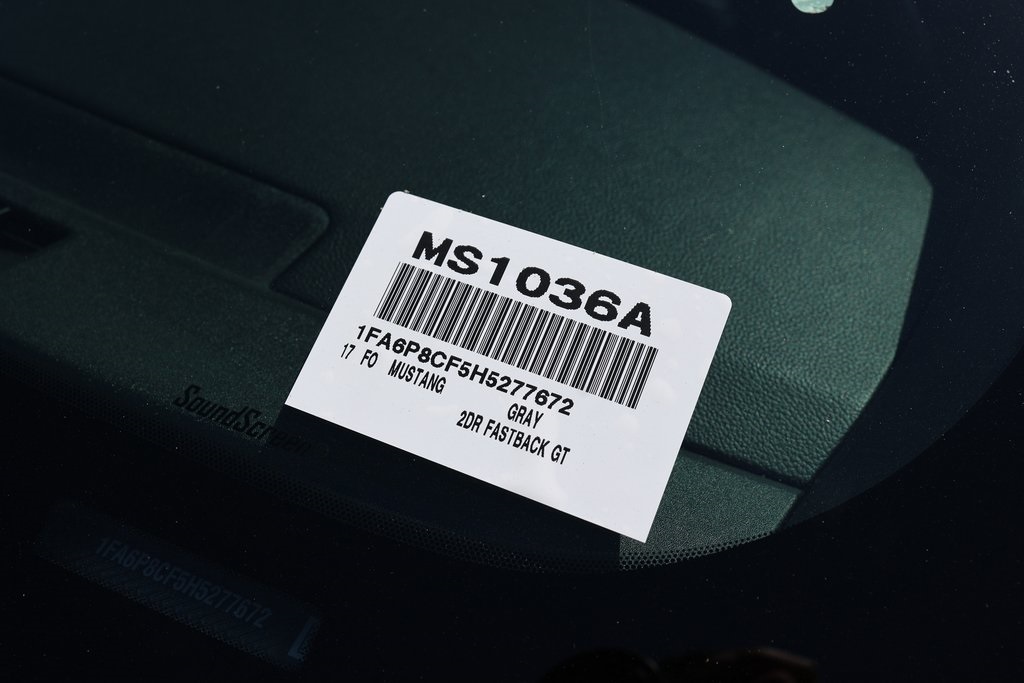 MS1036A
1FA6P8CF5H5277672
17 FO MUSTANG
GRAY
2DR FASTBACK GT
SoundScreen
1FA6P8CF5H5277672